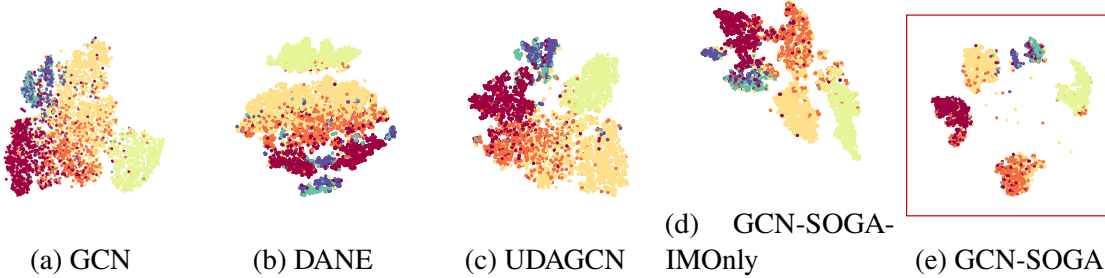 (a) GCN
(b) DANE
(c) UDAGCN
(d) GCN-SOGA-
IMOnly
(e) GCN-SOGA